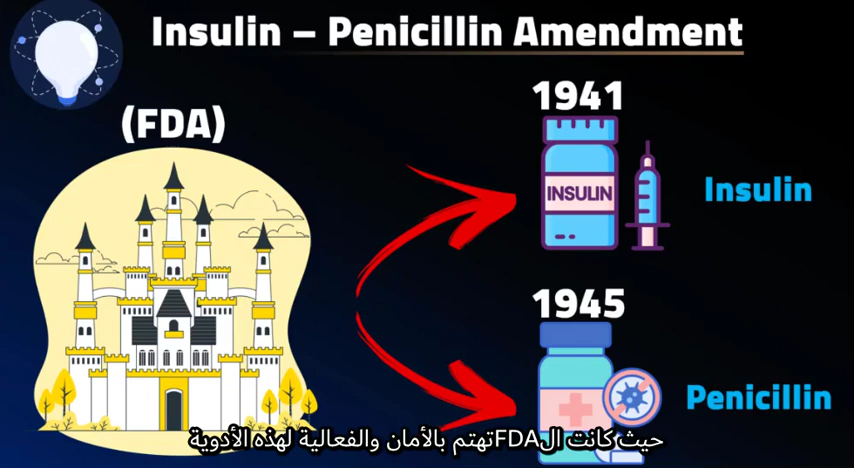 Insulin – Penicillin Amendment
(FDA)
1941
INSULIN
Insulin
1945
Penicillin
حيث كانت الFDAتهتم بالأمان والفعالية لهذه الأدوية